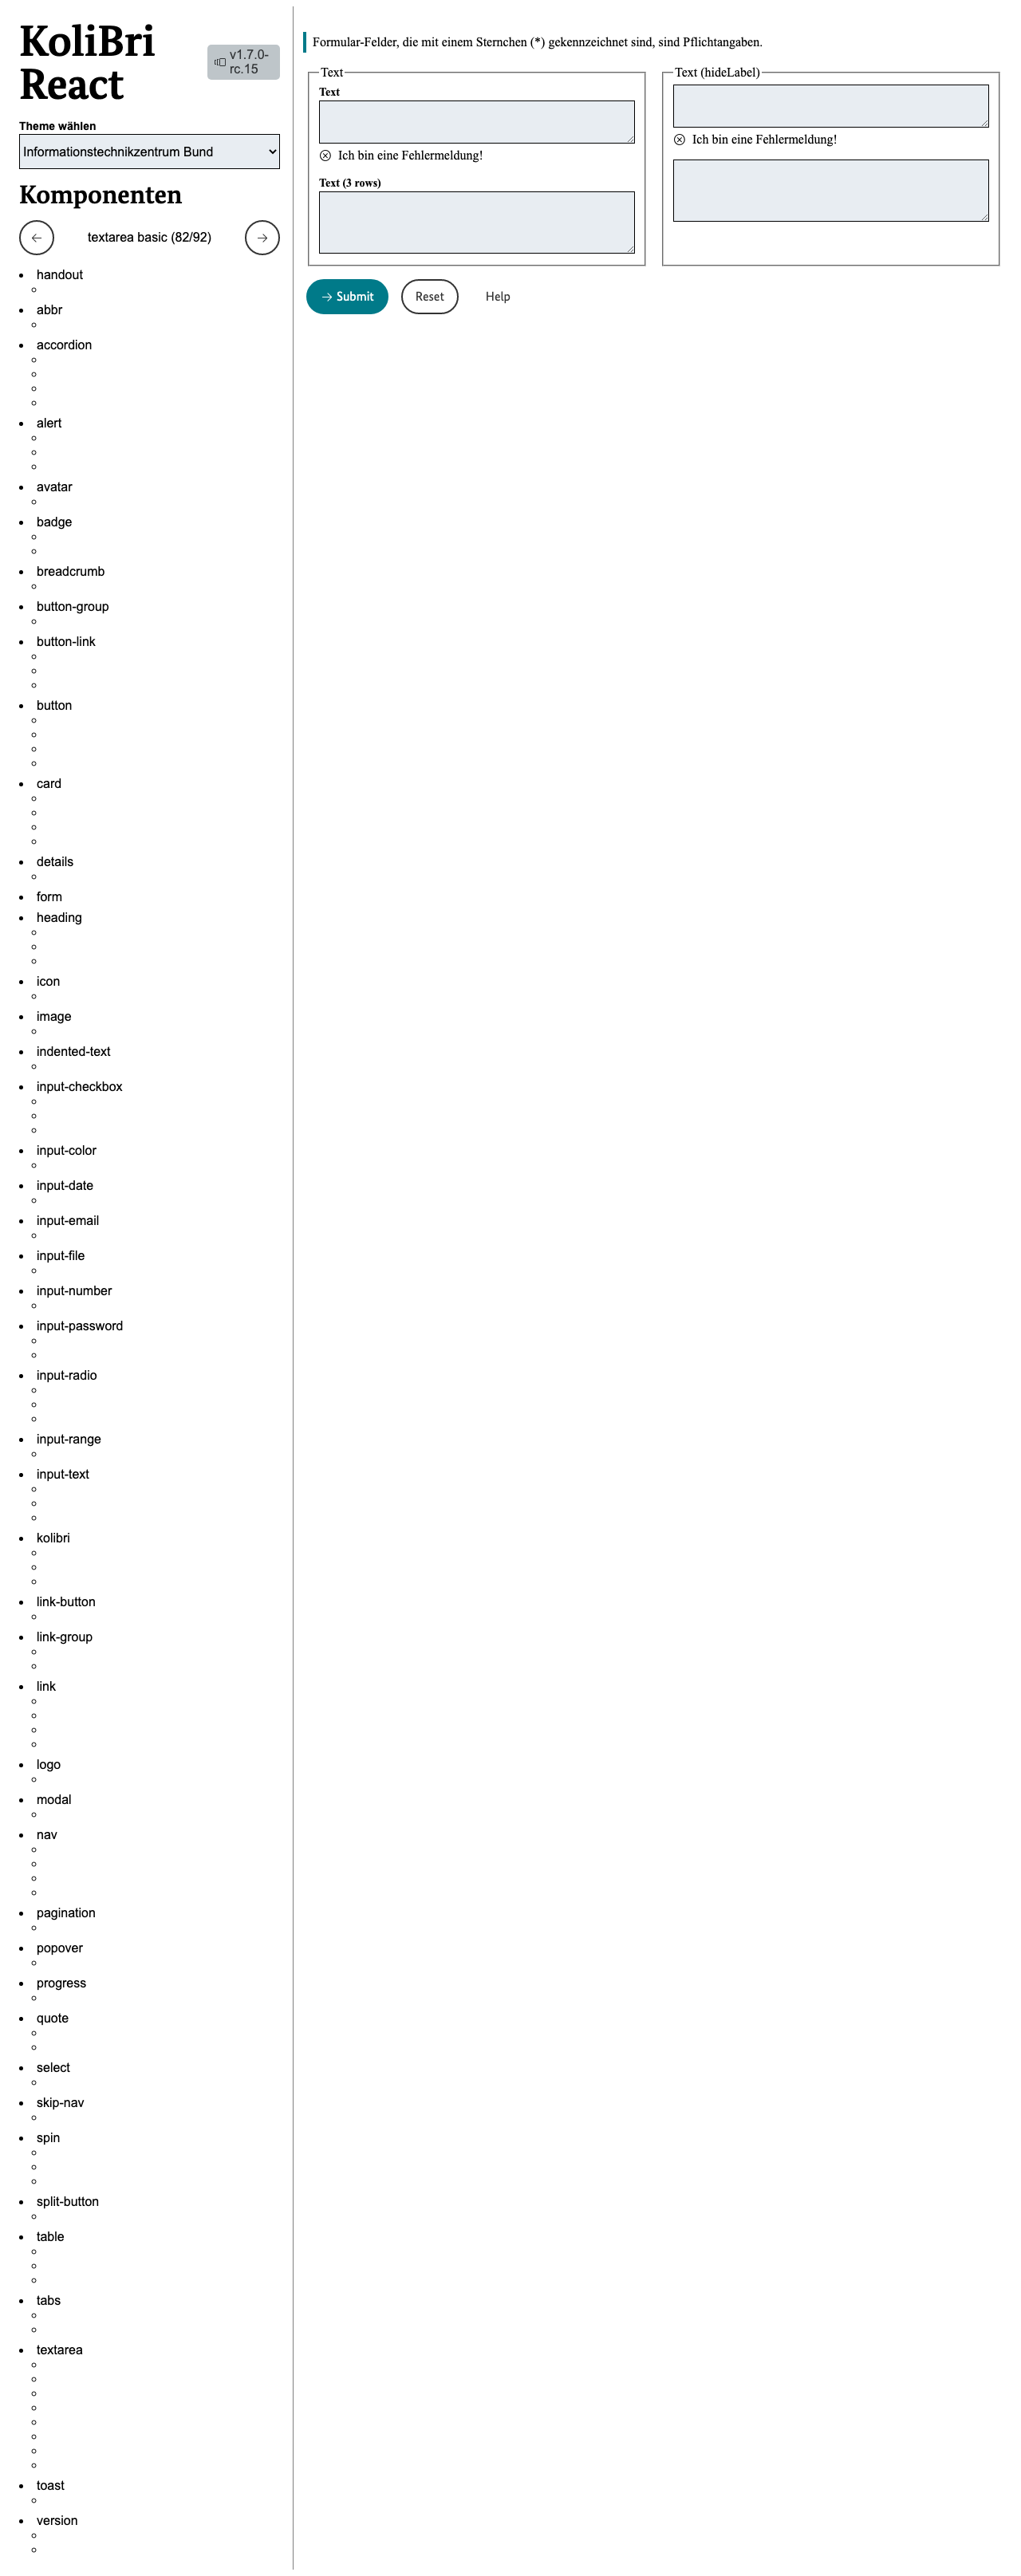 KoliBri
React
v1.7.0-
rc.15
Theme wählen
Informationstechnikzentrum Bund
Komponenten
textarea basic (82/92)
handout
abbr
accordion
alert
avatar
badge
breadcrumb
button-group
button-link
button
card
details
form
heading
icon
image
indented-text
input-checkbox
input-color
input-date
input-email
input-file
input-number
input-password
input-radio
input-range
input-text
kolibri
link-button
link-group
link
logo
modal
nav
pagination
popover
progress
quote
select
skip-nav
spin
split-button
table
tabs
textarea
toast
version
Formular-Felder, die mit einem Sternchen (*) gekennzeichnet sind, sind Pflichtangaben.
Text
Text
Ich bin eine Fehlermeldung!
Text (3 rows)
Text (hideLabel)
Ich bin eine Fehlermeldung!
Submit Reset Help